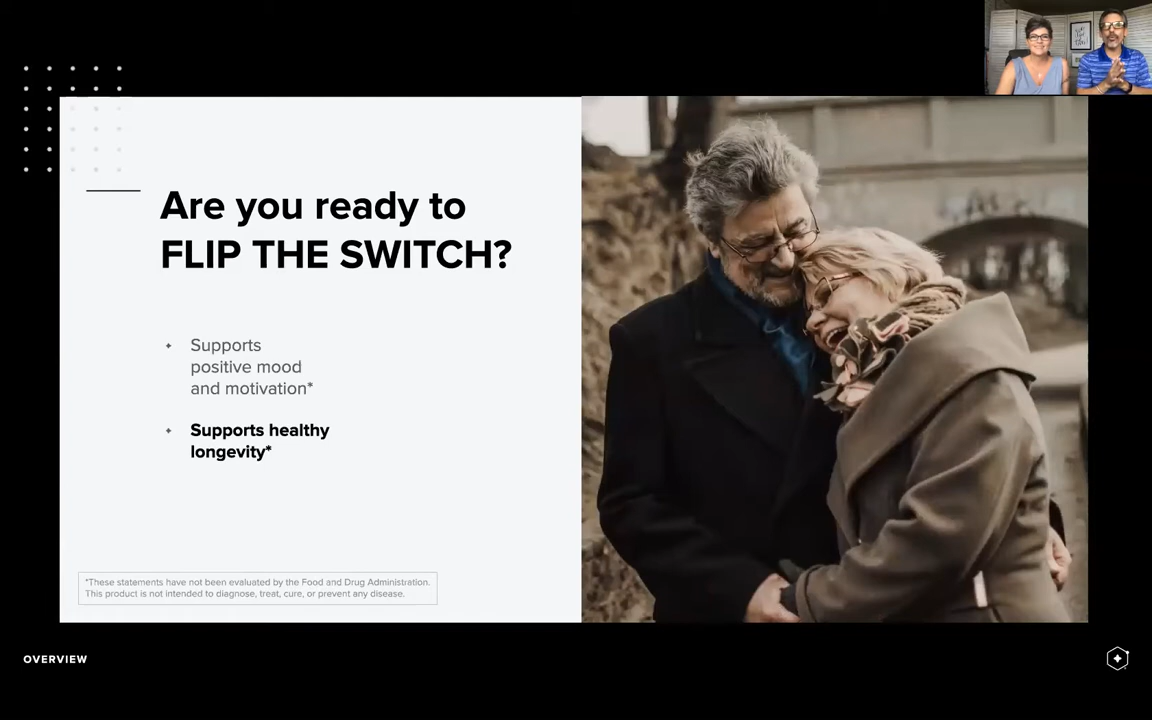 Are you ready to
FLIP THE SWITCH?
Supports
positive mood
and motivation*
Supports healthy
longevity*
*These statements have not been evaluated by the Food and Drug Administration.
This product is not intended to diagnose, treat, cure, or prevent any disease.
OVERVIEW